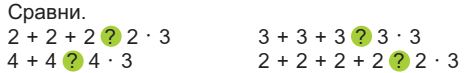 Сравни.
2 + 2 + 2 ? 2 · 3
3 + 3 + 3 ? 3 · 3
4 + 4 ? 4 · 3
2 + 2 + 2 + 2 ? 2 · 3